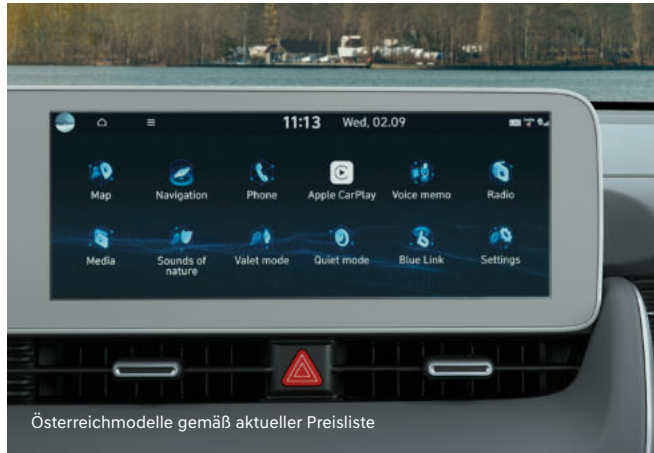 11:13 Wed, 02.09
Map Navigation Phone Apple CarPlay Voice memo Radio
Media Sounds of nature Valet mode Quiet mode Blue Link Settings
Österreichmodelle gemäß aktueller Preisliste